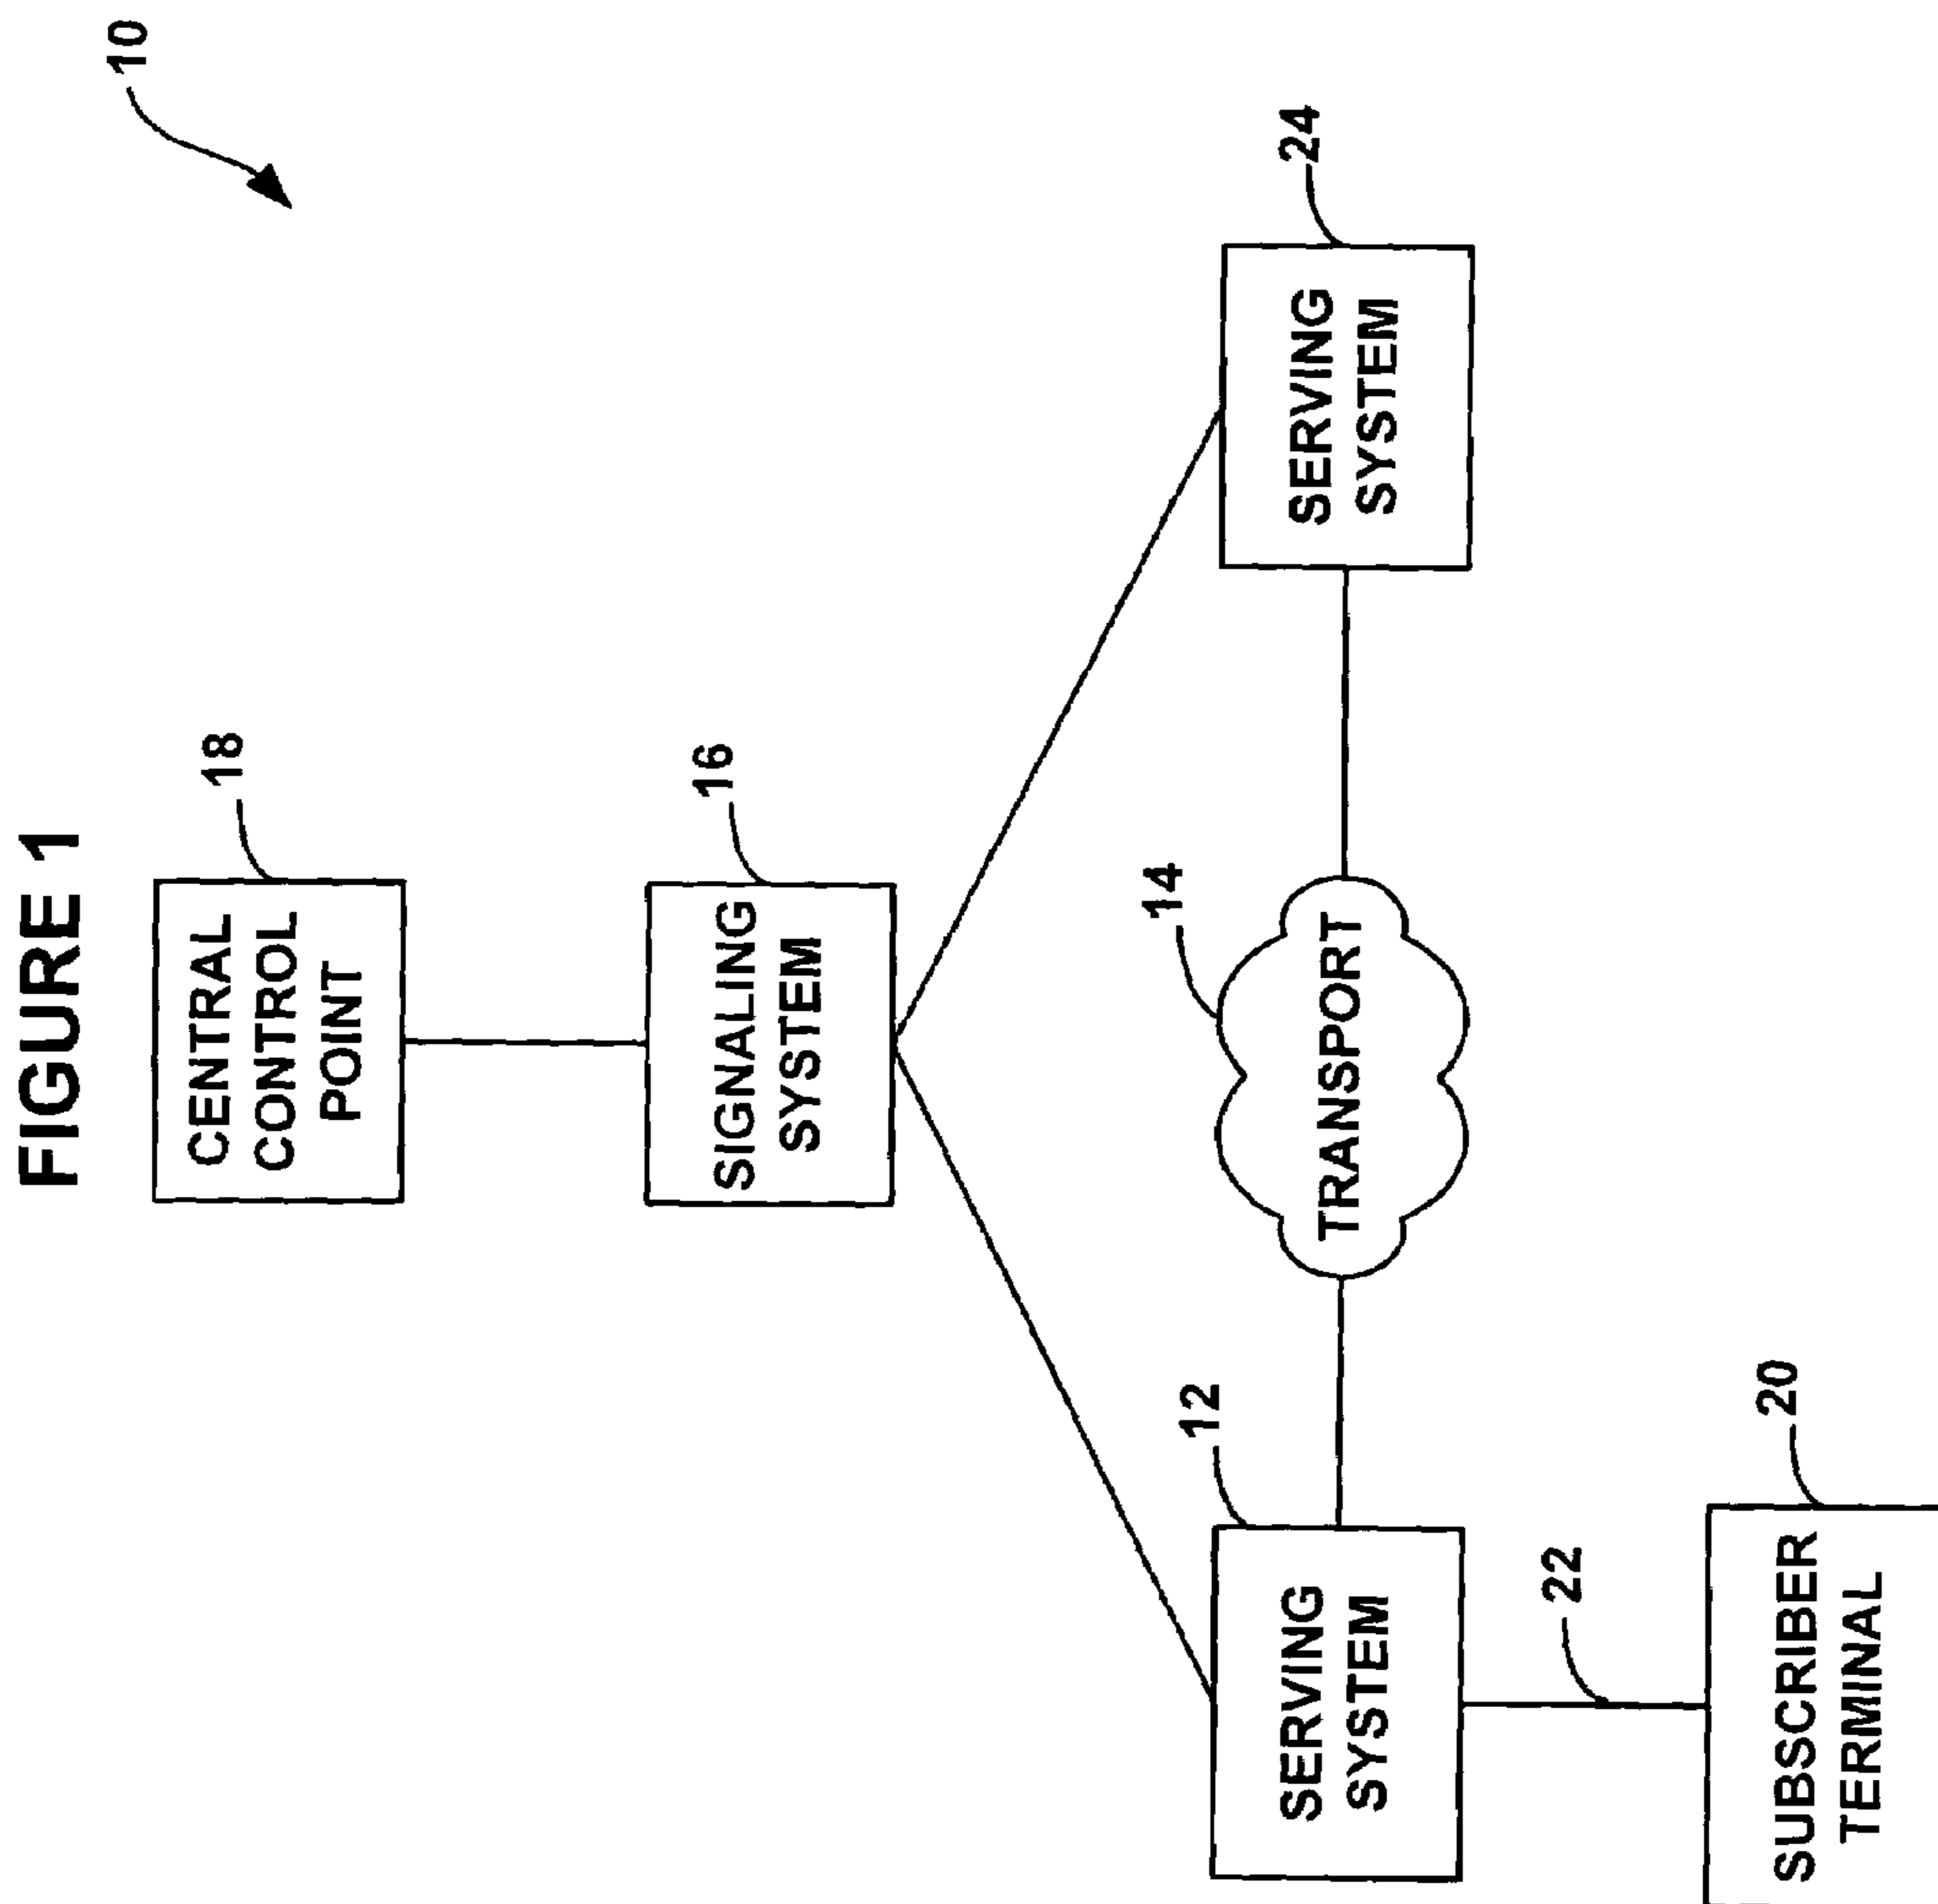 FIGURE 1
10
CENTRAL
CONTROL
POINT
18
SIGNALING
SYSTEM
16
SERVING
SYSTEM
12
TRANSPORT
14
SERVING
SYSTEM
24
22
SUBSCRIBER
TERMINAL
20